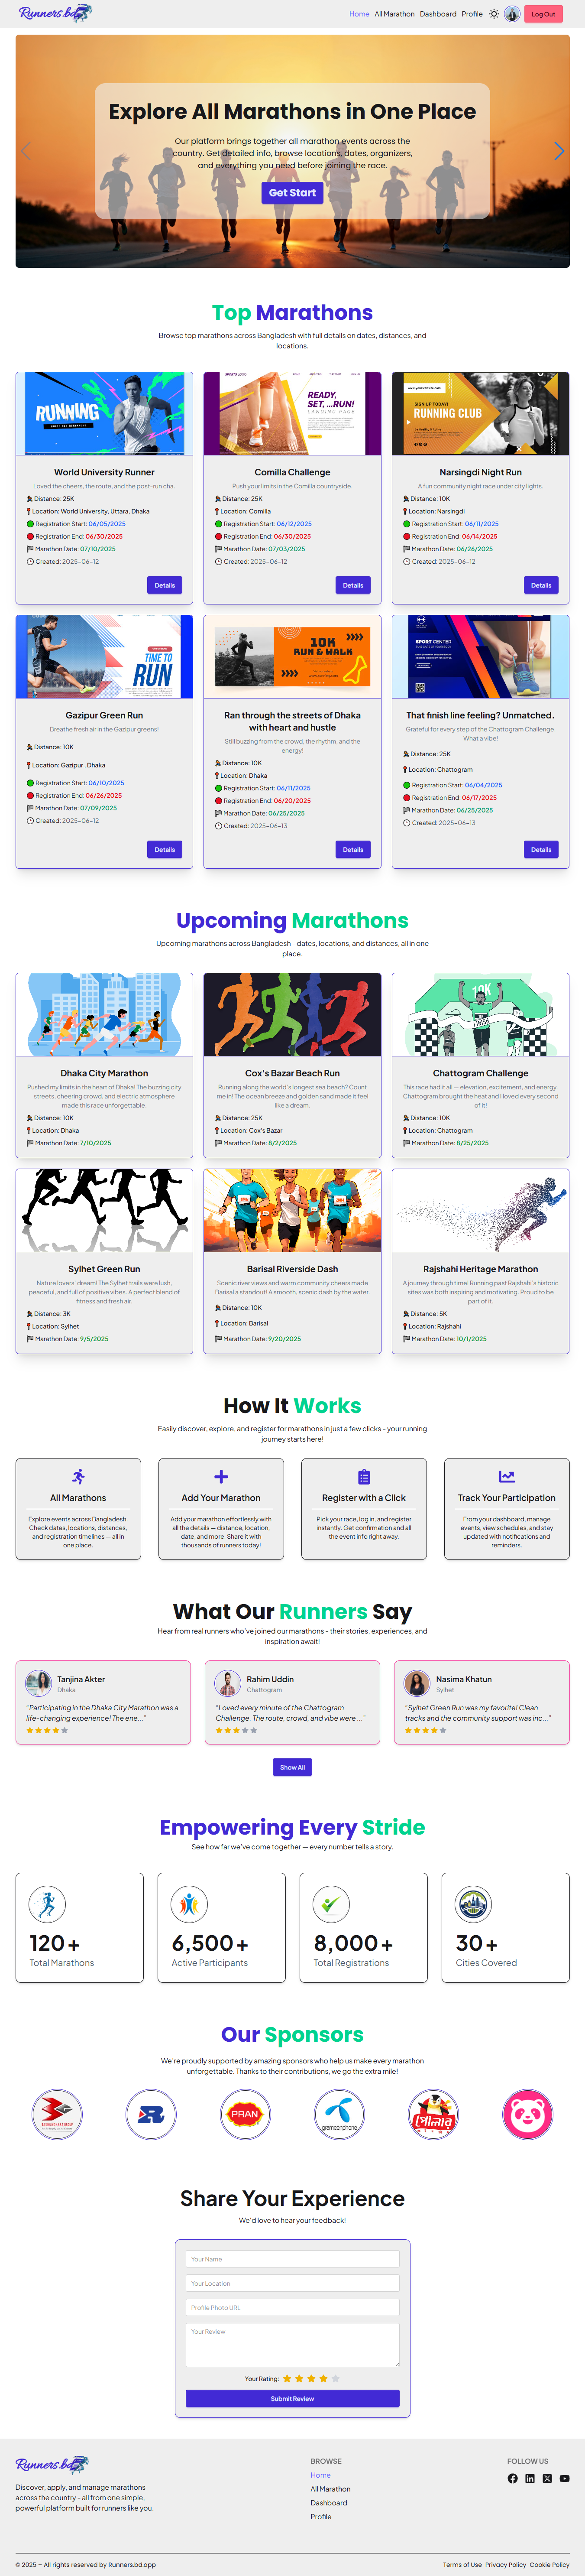 Runners.bd
Home All Marathon Dashboard Profile Log Out
Explore All Marathons in One Place
Our platform brings together all marathon events across the
country. Get detailed info, browse locations, dates, organizers,
and everything you need before joining the race.
Get Start
Top Marathons
Browse top marathons across Bangladesh with full details on dates, distances, and
locations.
RUNNING
World University Runner
Loved the cheers, the route, and the post-run cha.
Distance: 25K
Location: World University, Uttara, Dhaka
Registration Start: 06/05/2025
Registration End: 06/30/2025
Marathon Date: 07/10/2025
Created: 2025-06-12
Details
READY,
SET, ...RUN!
LANDING PAGE
Comilla Challenge
Push your limits in the Comilla countryside.
Distance: 25K
Location: Comilla
Registration Start: 06/12/2025
Registration End: 06/30/2025
Marathon Date: 07/03/2025
Created: 2025-06-12
Details
SIGN UP TODAY!
RUNNING CLUB
Narsingdi Night Run
A fun community night race under city lights.
Distance: 10K
Location: Narsingdi
Registration Start: 06/11/2025
Registration End: 06/14/2025
Marathon Date: 06/26/2025
Created: 2025-06-12
Details
TIME TO
RUN
Gazipur Green Run
Breathe fresh air in the Gazipur greens!
Distance: 10K
Location: Gazipur , Dhaka
Registration Start: 06/10/2025
Registration End: 06/26/2025
Marathon Date: 07/09/2025
Created: 2025-06-12
Details
10K
RUN & WALK
Ran through the streets of Dhaka
with heart and hustle
Still buzzing from the crowd, the rhythm, and the
energy!
Distance: 10K
Location: Dhaka
Registration Start: 06/11/2025
Registration End: 06/20/2025
Marathon Date: 06/25/2025
Created: 2025-06-13
Details
SPORT CENTER
That finish line feeling? Unmatched.
Grateful for every step of the Chattogram Challenge.
What a vibe!
Distance: 25K
Location: Chattogram
Registration Start: 06/04/2025
Registration End: 06/17/2025
Marathon Date: 06/25/2025
Created: 2025-06-13
Details
Upcoming Marathons
Upcoming marathons across Bangladesh - dates, locations, and distances, all in one
place.
Dhaka City Marathon
Pushed my limits in the heart of Dhaka! The buzzing city
streets, cheering crowd, and electric atmosphere
made this race unforgettable.
Distance: 10K
Location: Dhaka
Marathon Date: 7/10/2025
Cox's Bazar Beach Run
Running along the world's longest sea beach? Count
me in! The ocean breeze and golden sand made it feel
like a dream.
Distance: 25K
Location: Cox's Bazar
Marathon Date: 8/2/2025
10K
FINISH
Chattogram Challenge
This race had it all — elevation, excitement, and energy.
Chattogram brought the heat and I loved every second
of it!
Distance: 10K
Location: Chattogram
Marathon Date: 8/25/2025
Sylhet Green Run
Nature lovers' dream! The Sylhet trails were lush,
peaceful, and full of positive vibes. A perfect blend of
fitness and fresh air.
Distance: 3K
Location: Sylhet
Marathon Date: 9/5/2025
Barisal Riverside Dash
Scenic river views and warm community cheers made
Barisal a standout! A smooth, scenic dash by the water.
Distance: 10K
Location: Barisal
Marathon Date: 9/20/2025
Rajshahi Heritage Marathon
A journey through time! Running past Rajshahi's historic
sites was both inspiring and motivating. Proud to be
part of it.
Distance: 5K
Location: Rajshahi
Marathon Date: 10/1/2025
How It Works
Easily discover, explore, and register for marathons in just a few clicks - your running
journey starts here!
All Marathons
Explore events across Bangladesh.
Check dates, locations, distances,
and registration timelines — all in
one place.
Add Your Marathon
Add your marathon effortlessly with
all the details — distance, location,
date, and more. Share it with
thousands of runners today!
Register with a Click
Pick your race, log in, and register
instantly. Get confirmation and all
the event info right away.
Track Your Participation
From your dashboard, manage
events, view schedules, and stay
updated with notifications and
reminders.
What Our Runners Say
Hear from real runners who've joined our marathons - their stories, experiences, and
inspiration await!
Tanjina Akter
Dhaka
"Participating in the Dhaka City Marathon was a
life-changing experience! The ene..."
Rahim Uddin
Chattogram
"Loved every minute of the Chattogram
Challenge. The route, crowd, and vibe were ..."
Nasima Khatun
Sylhet
"Sylhet Green Run was my favorite! Clean
tracks and the community support was inc..."
Show All
Empowering Every Stride
See how far we've come together — every number tells a story.
120+
Total Marathons
6,500+
Active Participants
8,000+
Total Registrations
30+
Cities Covered
Our Sponsors
We're proudly supported by amazing sponsors who help us make every marathon
unforgettable. Thanks to their contributions, we go the extra mile!
PRAN
grameenphone
পোলার
Share Your Experience
We'd love to hear your feedback!
Your Name
Your Location
Profile Photo URL
Your Review
Your Rating:
Submit Review
Runners.bd
Discover, apply, and manage marathons
across the country - all from one simple,
powerful platform built for runners like you.
BROWSE
Home
All Marathon
Dashboard
Profile
FOLLOW US
© 2025 – All rights reserved by Runners.bd.app
Terms of Use Privacy Policy Cookie Policy